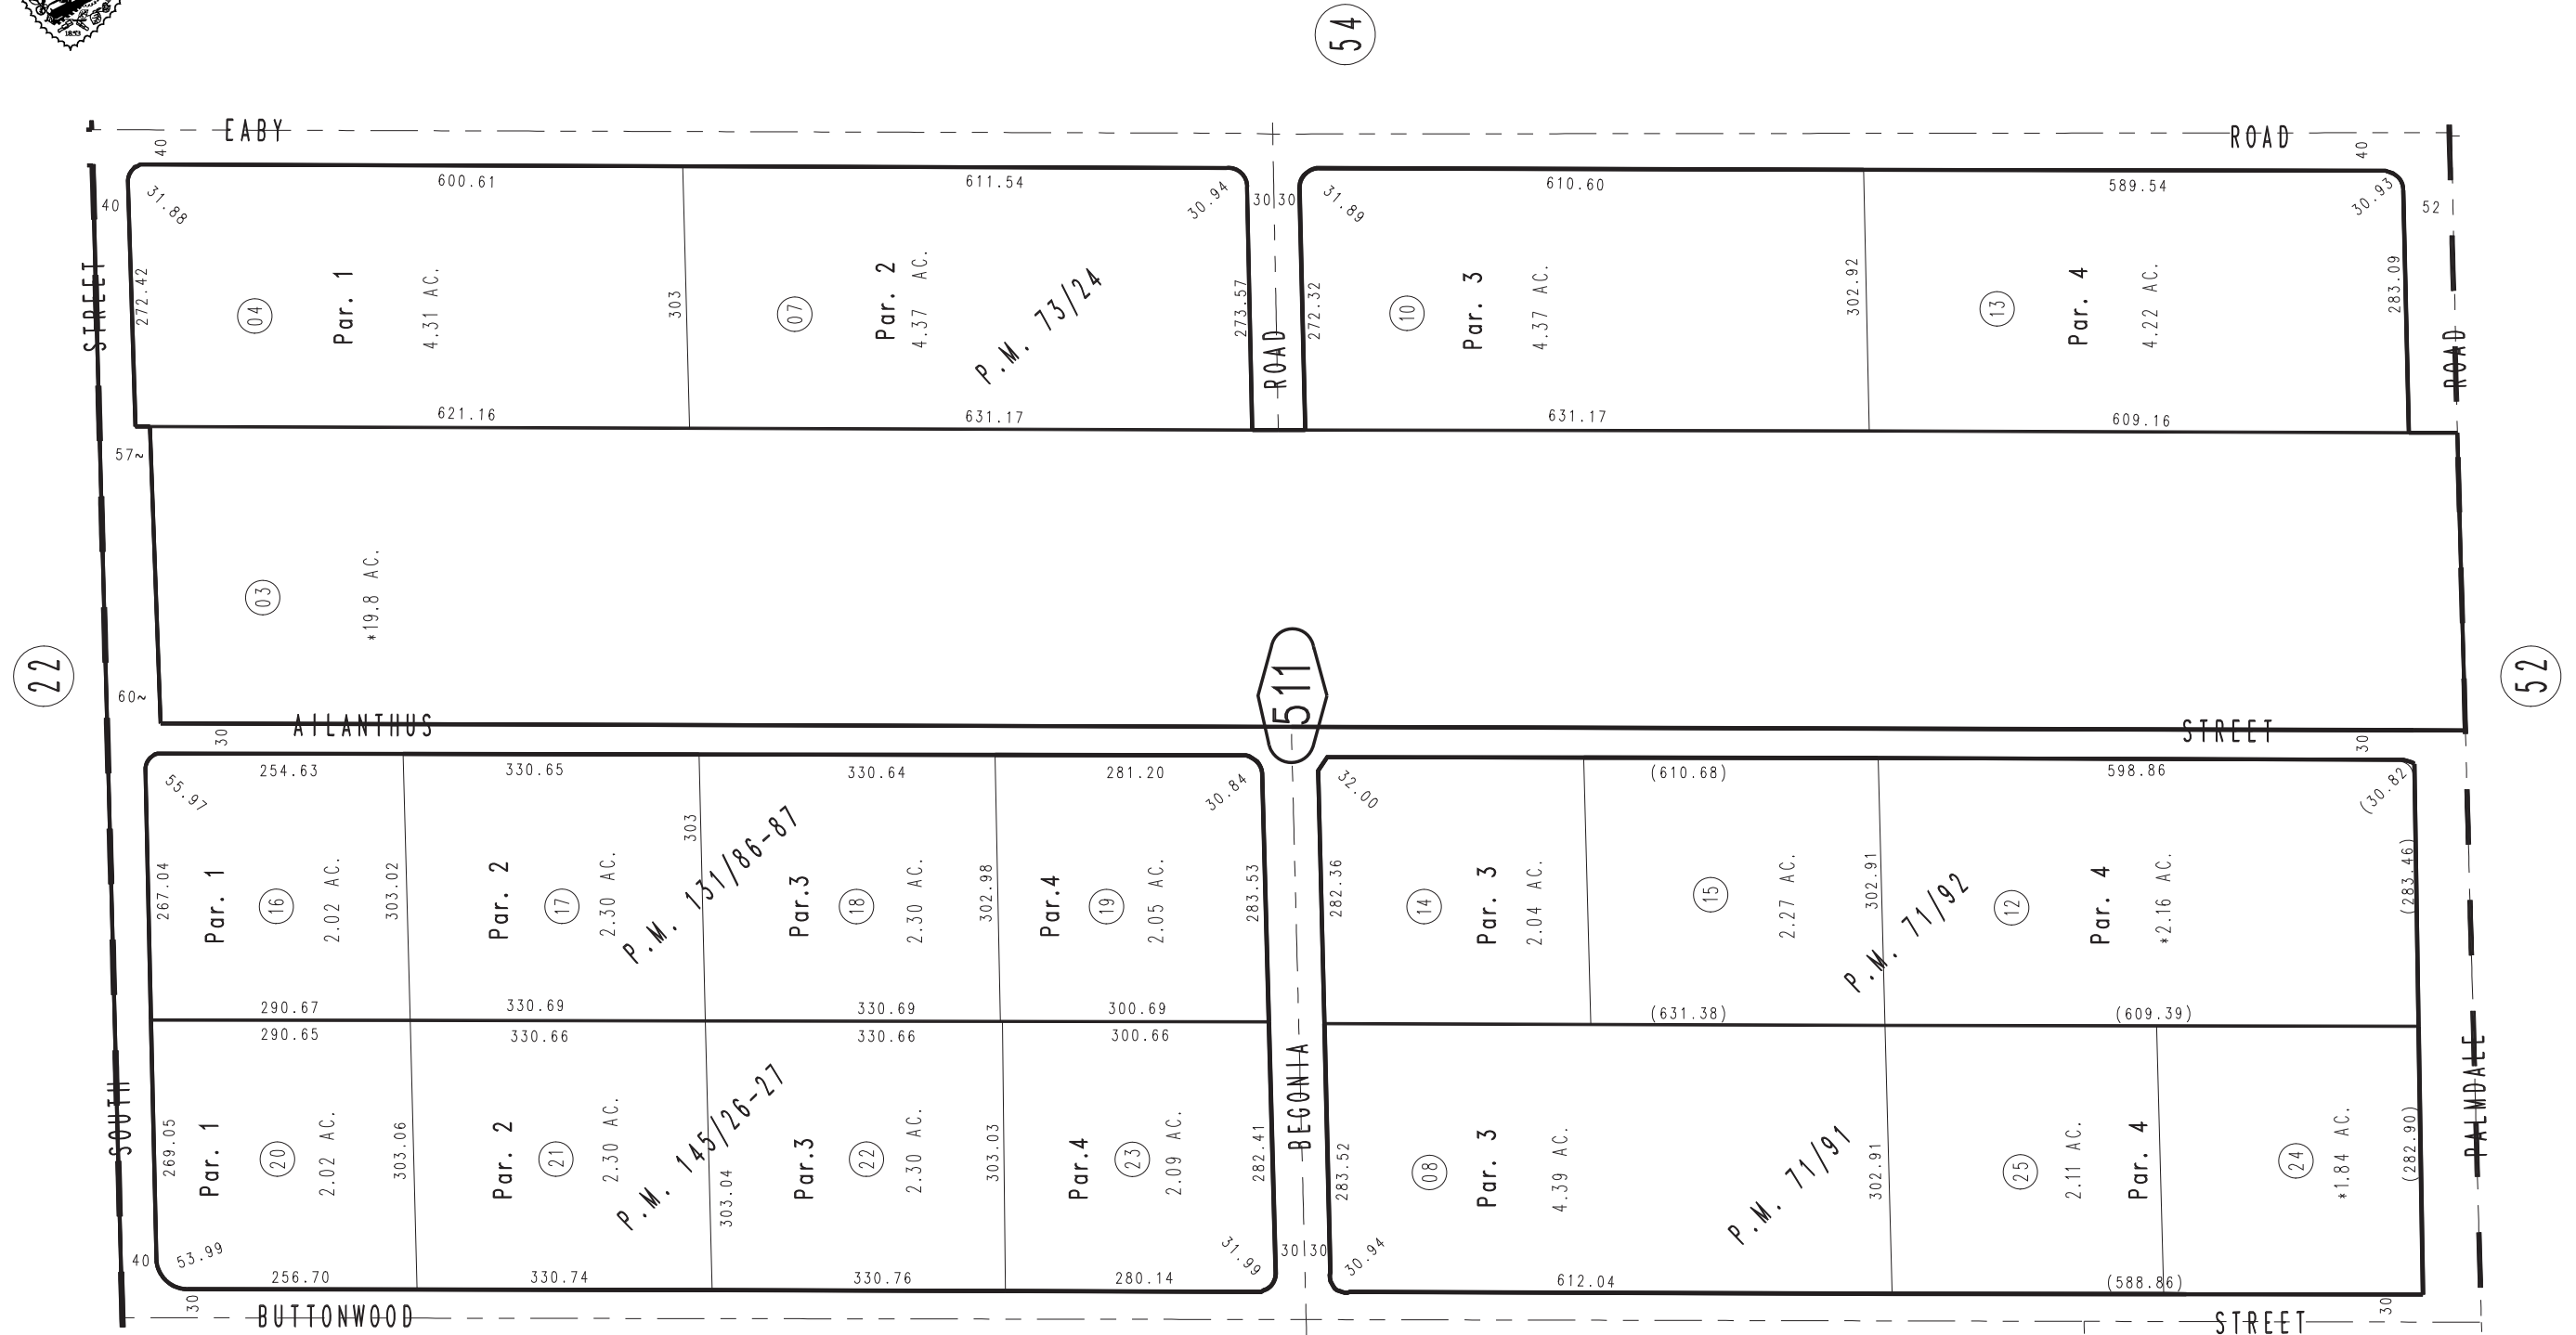 1853
54
EABY ROAD
40
40
600.61
611.54
610.60
589.54
31.88
30.94
30 30
31.89
30.93
40
52
STREET
272.42
04
Par. 1
4.31 AC.
303
07
Par. 2
4.37 AC.
P.M. 73/24
273.57
ROAD
272.32
10
Par. 3
4.37 AC.
302.92
13
Par. 4
4.22 AC.
283.09
ROAD
621.16
631.17
631.17
609.16
57~
03
*19.8 AC.
22
60~
511
52
AILANTHUS STREET
30
30
254.63
330.65
330.64
281.20
(610.68)
598.86
55.97
30.84
32.00
(30.82)
267.04
Par. 1
16
2.02 AC.
303.02
Par. 2
17
2.30 AC.
303
P.M. 131/86-87
Par.3
18
2.30 AC.
302.98
Par.4
19
2.05 AC.
283.53
282.36
14
Par. 3
2.04 AC.
15
2.27 AC.
302.91
P.M. 71/92
12
Par. 4
*2.16 AC.
(283.46)
290.67
330.69
330.69
300.69
(631.38)
(609.39)
290.65
330.66
330.66
300.66
SOUTH
269.05
Par. 1
20
2.02 AC.
303.06
Par. 2
21
2.30 AC.
P.M. 145/26-27
303.04
Par.3
22
2.30 AC.
303.03
Par.4
23
2.09 AC.
282.41
BEGONIA
283.52
08
Par. 3
4.39 AC.
P.M. 71/91
302.91
25
2.11 AC.
Par. 4
24
*1.84 AC.
(282.90)
PALMDALE
40
53.99
31.99
30 30
30.94
256.70
330.74
330.76
280.14
612.04
(588.86)
30
30
BUTTONWOOD STREET